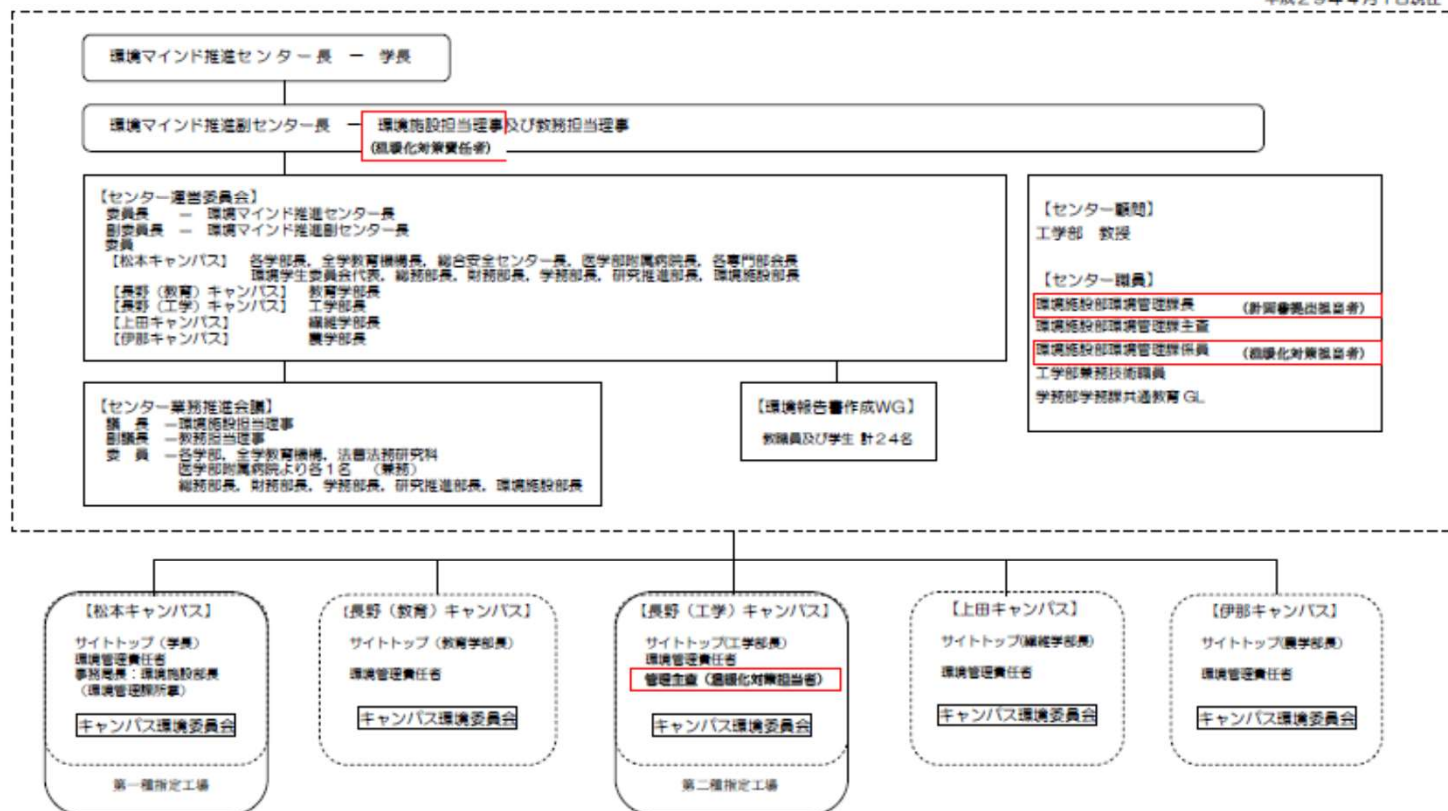 平成29年4月1日現在
環境マインド推進センター長 － 学長
環境マインド推進副センター長 － 環境施設担当理事及び教務担当理事
(温暖化対策責任者)
【センター運営委員会】
委員長 － 環境マインド推進センター長
副委員長 － 環境マインド推進副センター長
委員
【松本キャンパス】 各学部長，全学教育機構長，総合安全センター長，医学部附属病院長，各専門部会長
環境学生委員会代表，総務部長，財務部長，学務部長，研究推進部長，環境施設部長
【長野（教育）キャンパス】 教育学部長
【長野（工学）キャンパス】 工学部長
【上田キャンパス】 繊維学部長
【伊那キャンパス】 農学部長
【センター顧問】
工学部 教授
【センター職員】
環境施設部環境管理課長 (計画書提出担当者)
環境施設部環境管理課主査
環境施設部環境管理課係員 (温暖化対策担当者)
工学部兼務技術職員
学務部学務課共通教育GL
【センター業務推進会議】
議 長 －環境施設担当理事
副議長 －教務担当理事
委 員 －各学部，全学教育機構，法曹法務研究科
医学部附属病院より各1名 （兼務）
総務部長，財務部長，学務部長，研究推進部長，環境施設部長
【環境報告書作成WG】
教職員及び学生 計24名
【松本キャンパス】
サイトトップ（学長）
環境管理責任者
事務局長：環境施設部長
（環境管理課所掌）
キャンパス環境委員会
第一種指定工場
【長野（教育）キャンパス】
サイトトップ（教育学部長）
環境管理責任者
キャンパス環境委員会
【長野（工学）キャンパス】
サイトトップ(工学部長)
環境管理責任者
管理主査（温暖化対策担当者）
キャンパス環境委員会
第二種指定工場
【上田キャンパス】
サイトトップ(繊維学部長)
環境管理責任者
キャンパス環境委員会
【伊那キャンパス】
サイトトップ(農学部長)
環境管理責任者
キャンパス環境委員会